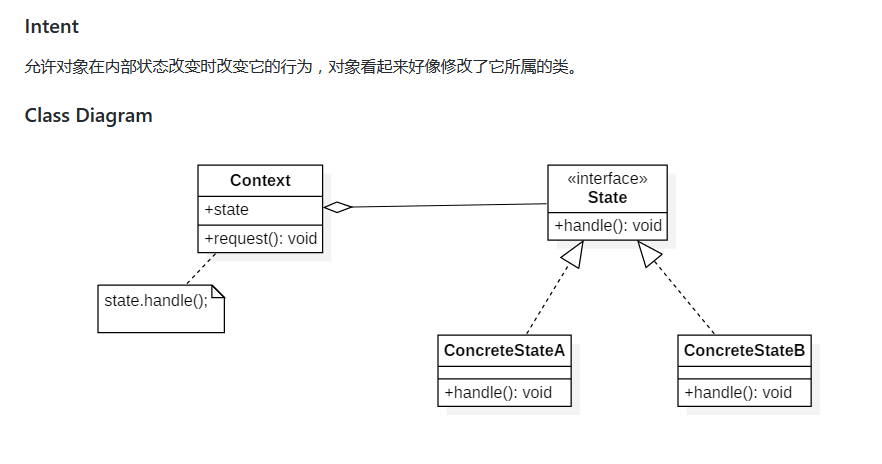 Intent
允许对象在内部状态改变时改变它的行为，对象看起来好像修改了它所属的类。
Class Diagram
Context
+state
+request(): void
«interface»
State
+handle(): void
state.handle();
ConcreteStateA
+handle(): void
ConcreteStateB
+handle(): void